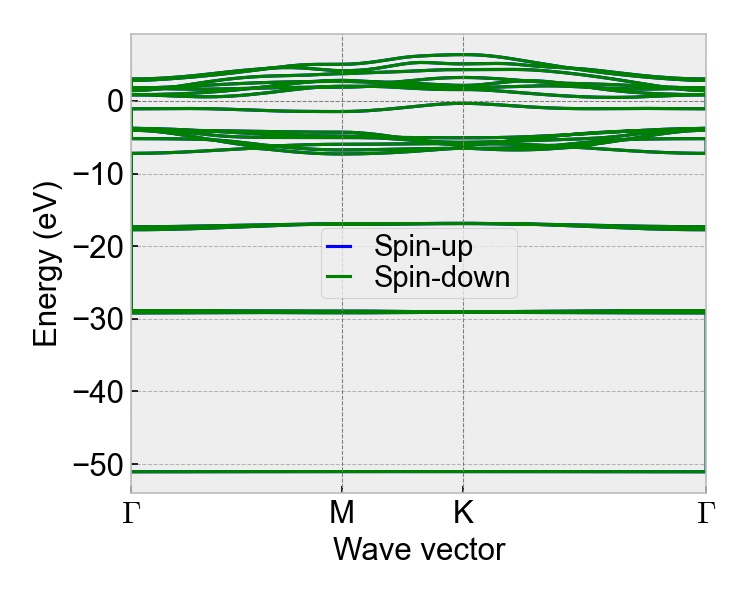 0
−10
−20
−30
−40
−50
Energy (eV)
Spin-up
Spin-down
Γ M K Γ
Wave vector